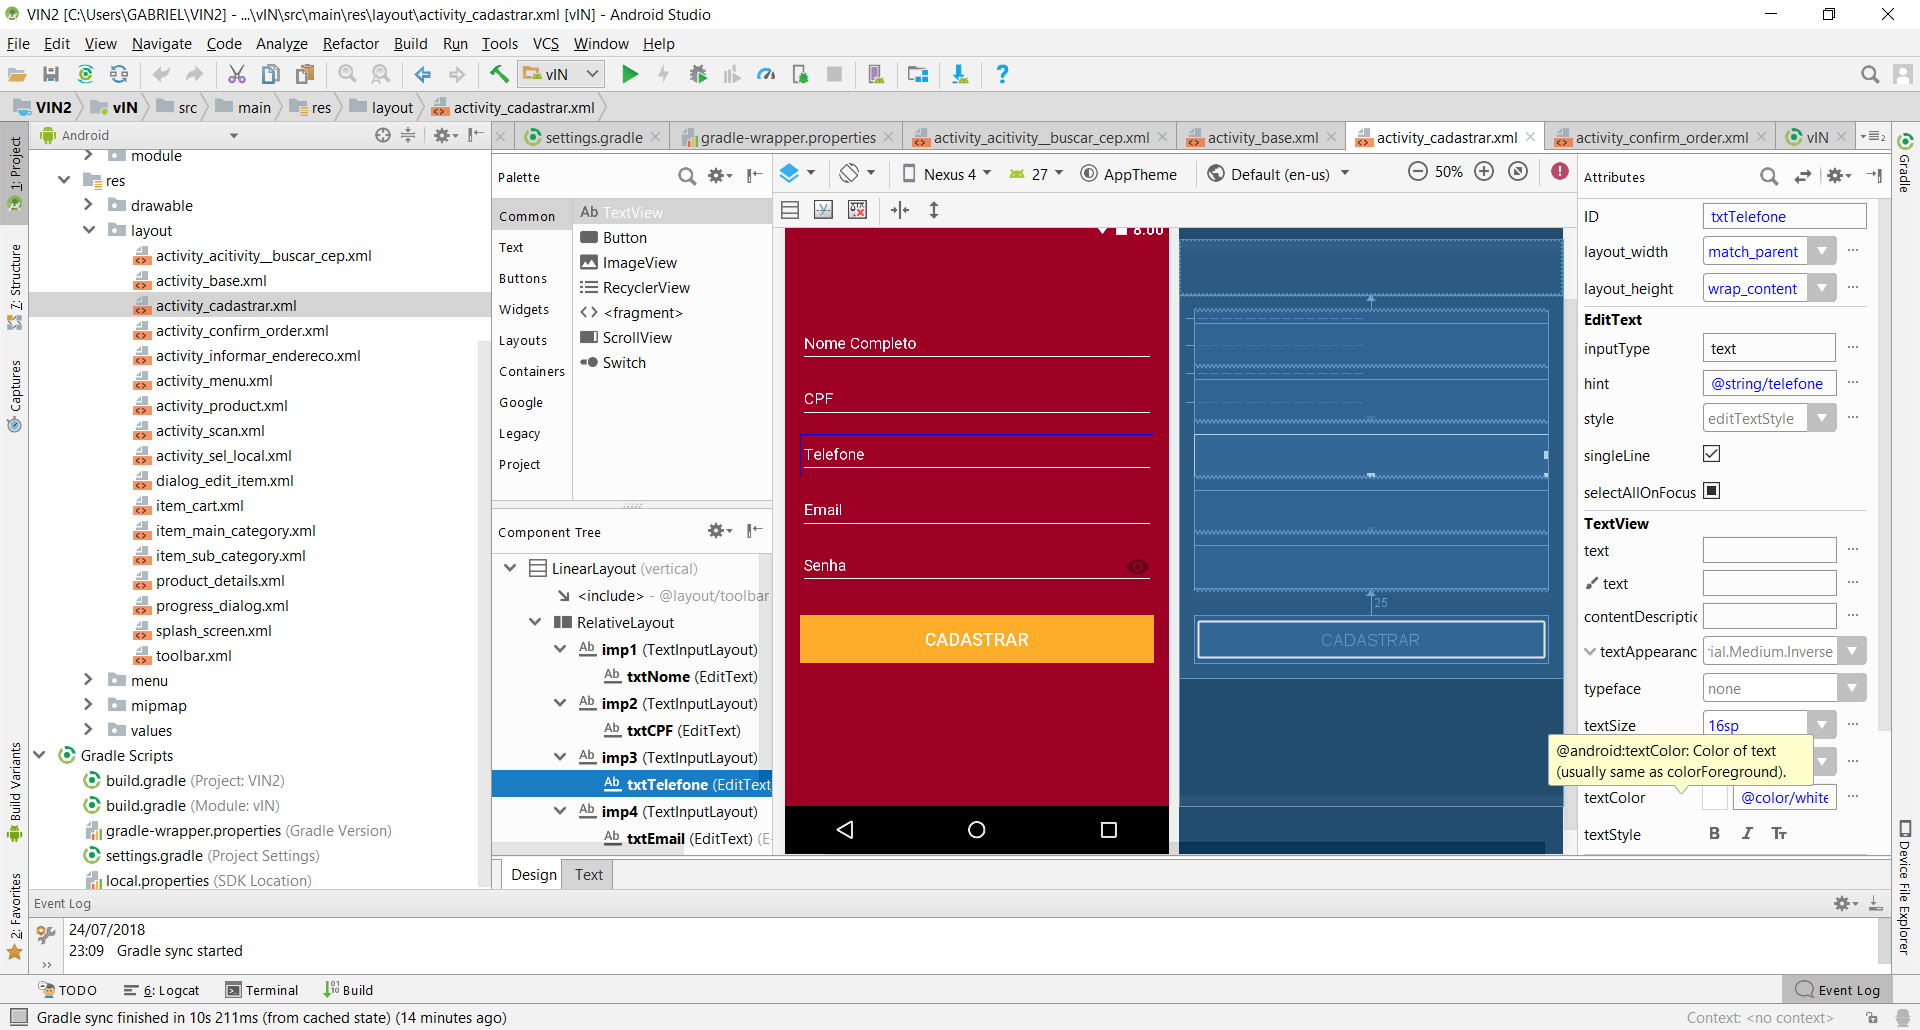 VIN2 [C:\Users\GABRIEL\VIN2] - ...\vIN\src\main\res\layout\activity_cadastrar.xml [vIN] - Android Studio
File Edit View Navigate Code Analyze Refactor Build Run Tools VCS Window Help
vIN
VIN2 vIN src main res layout activity_cadastrar.xml
1: Project
Z: Structure
Captures
Build Variants
2: Favorites
Android
module
res
drawable
layout
activity_acitivity__buscar_cep.xml
activity_base.xml
activity_cadastrar.xml
activity_confirm_order.xml
activity_informar_endereco.xml
activity_menu.xml
activity_product.xml
activity_scan.xml
activity_sel_local.xml
dialog_edit_item.xml
item_cart.xml
item_main_category.xml
item_sub_category.xml
product_details.xml
progress_dialog.xml
splash_screen.xml
toolbar.xml
menu
mipmap
values
Gradle Scripts
build.gradle (Project: VIN2)
build.gradle (Module: vIN)
gradle-wrapper.properties (Gradle Version)
settings.gradle (Project Settings)
local.properties (SDK Location)
settings.gradle gradle-wrapper.properties activity_acitivity__buscar_cep.xml activity_base.xml activity_cadastrar.xml activity_confirm_order.xml vIN
2
Palette
Common
Text
Buttons
Widgets
Layouts
Containers
Google
Legacy
Project
Ab TextView
Button
ImageView
RecyclerView
<fragment>
ScrollView
Switch
Component Tree
LinearLayout (vertical)
<include> - @layout/toolbar
RelativeLayout
Ab imp1 (TextInputLayout)
Ab txtNome (EditText)
Ab imp2 (TextInputLayout)
Ab txtCPF (EditText)
Ab imp3 (TextInputLayout)
Ab txtTelefone (EditText
Ab imp4 (TextInputLayout)
Ab txtEmail (EditText) (E-
Nexus 4 27 AppTheme Default (en-us) 50%
8:00
Nome Completo
CPF
Telefone
Email
Senha
CADASTRAR
25
CADASTRAR
Design Text
Attributes
ID txtTelefone
layout_width match_parent
layout_height wrap_content
EditText
inputType text
hint @string/telefone
style editTextStyle
singleLine
selectAllOnFocus
TextView
text
text
contentDescriptic
textAppearanc rial.Medium.Inverse
typeface none
textSize 16sp
@android:textColor: Color of text
(usually same as colorForeground).
textColor @color/white
textStyle B I Tт
Gradle
Device File Explorer
Event Log
24/07/2018
23:09 Gradle sync started
TODO 6: Logcat Terminal Build Event Log
Gradle sync finished in 10s 211ms (from cached state) (14 minutes ago)
Context: <no context>